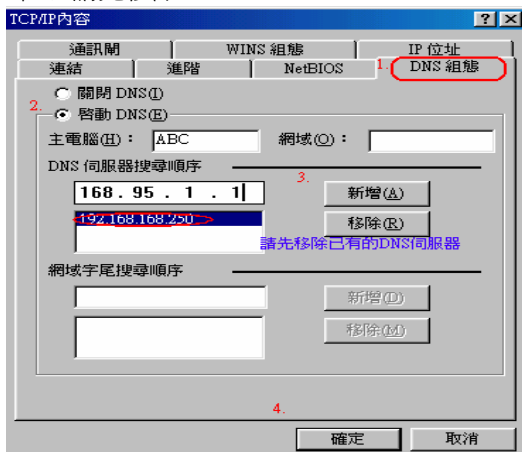 TCP/IP內容
通訊閘 WINS 組態 IP 位址
連結 進階 NetBIOS 1. DNS 組態
關閉 DNS(I)
2. 啓動 DNS(E)
主電腦(H)： ABC 網域(O)：
DNS 伺服器搜尋順序
3.
168 . 95 . 1 . 1 新增(A)
192.168.168.250 移除(R)
請先移除已有的DNS伺服器
網域字尾搜尋順序
新增(D)
移除(M)
4.
確定 取消